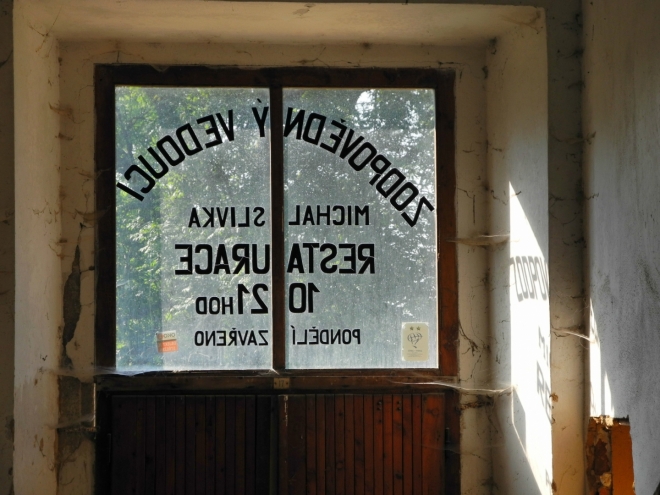 ZODPOVĚDNÝ VEDOUCÍ
MICHAL SLIVKA
RESTAURACE
10 21 HOD
PONDĚLÍ ZAVŘENO